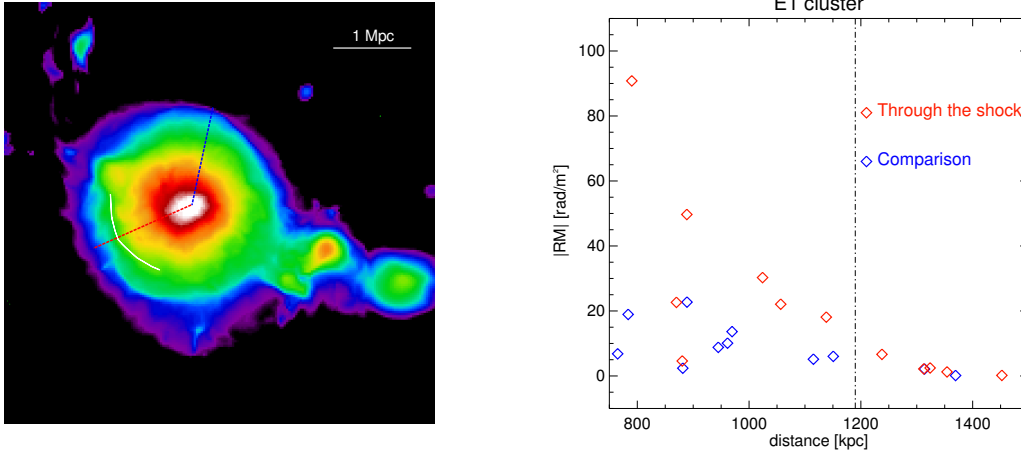 1 Mpc
E1 cluster
|RM| [rad/m²]
100
80
60
40
20
0
Through the shock
Comparison
800
1000
1200
1400
distance [kpc]